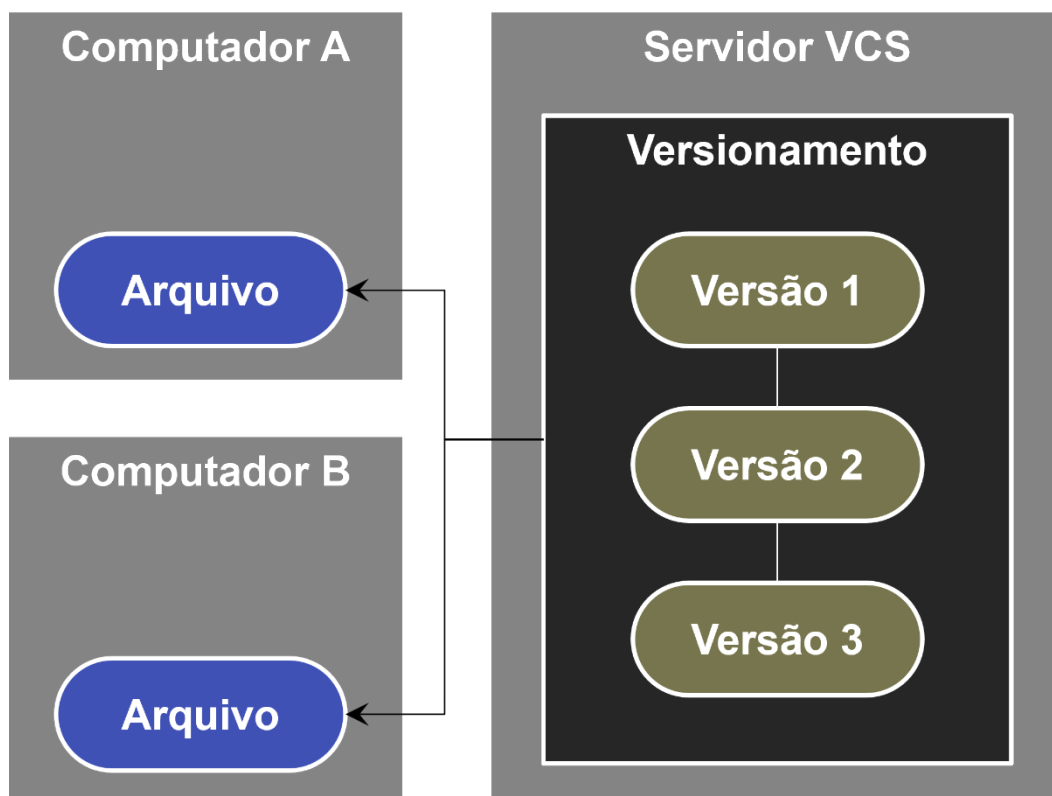 Computador A
Arquivo
Computador B
Arquivo
Servidor VCS
Versionamento
Versão 1
Versão 2
Versão 3